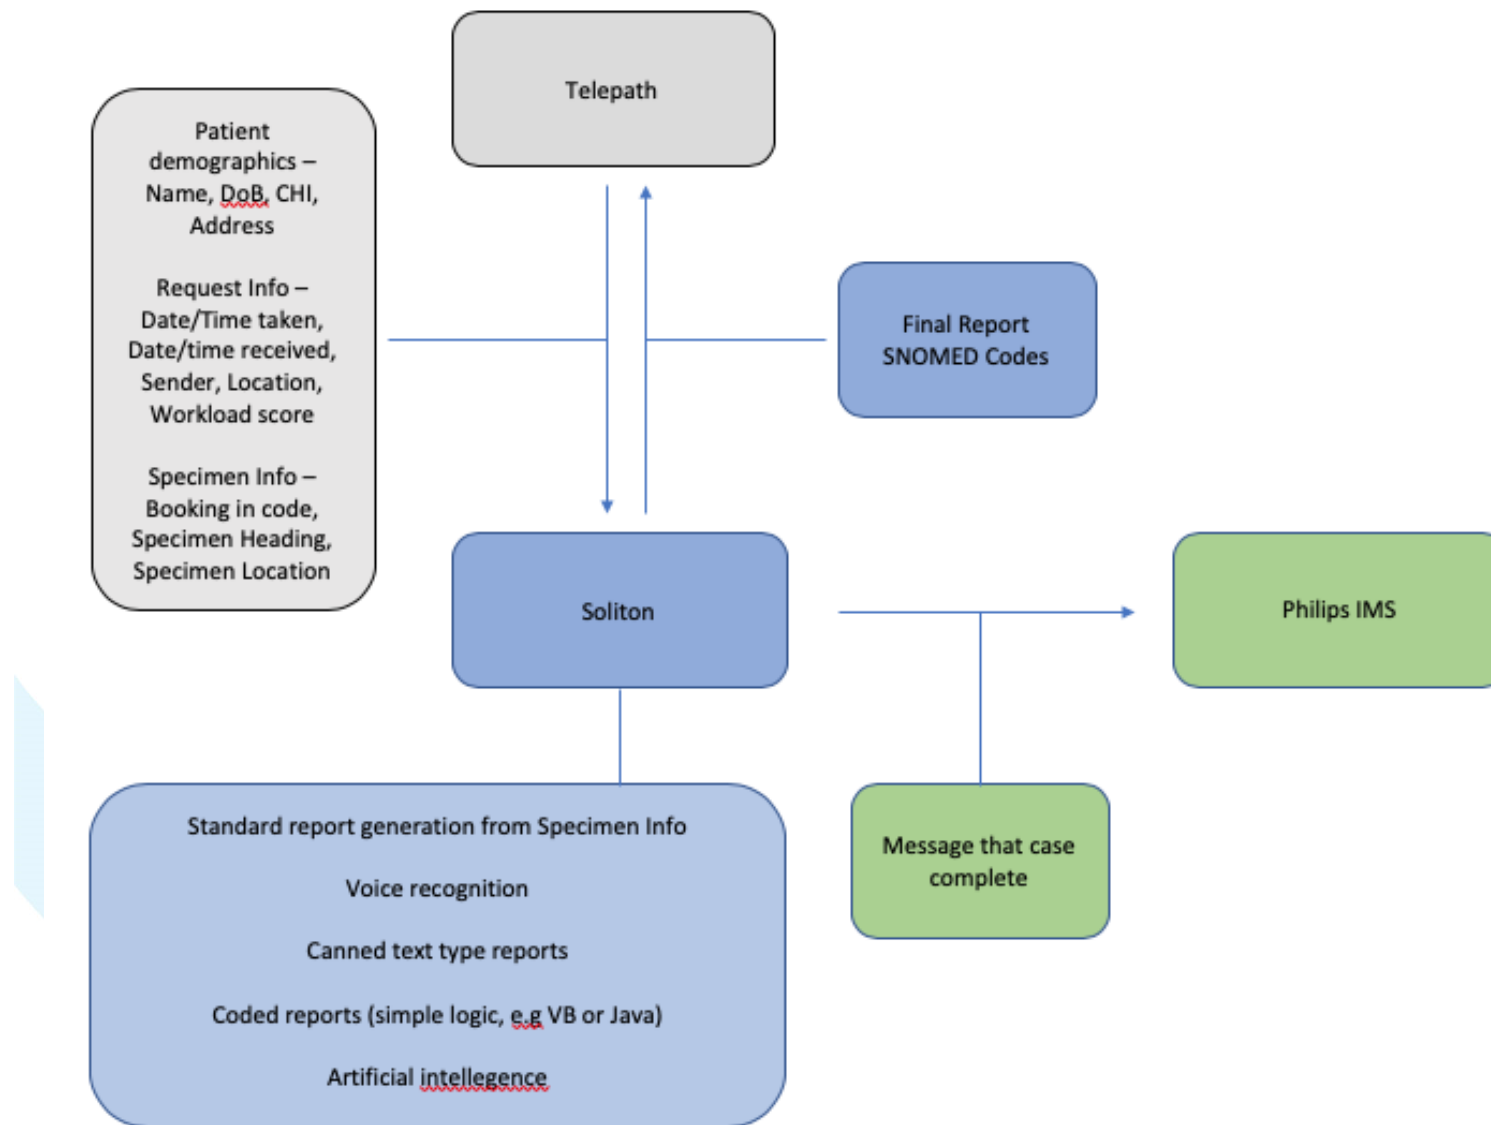 Telepath
Patient
demographics –
Name, DoB, CHI,
Address
Request Info –
Date/Time taken,
Date/time received,
Sender, Location,
Workload score
Specimen Info –
Booking in code,
Specimen Heading,
Specimen Location
Final Report
SNOMED Codes
Soliton
Philips IMS
Standard report generation from Specimen Info
Voice recognition
Canned text type reports
Coded reports (simple logic, e.g VB or Java)
Artificial intellegence
Message that case
complete